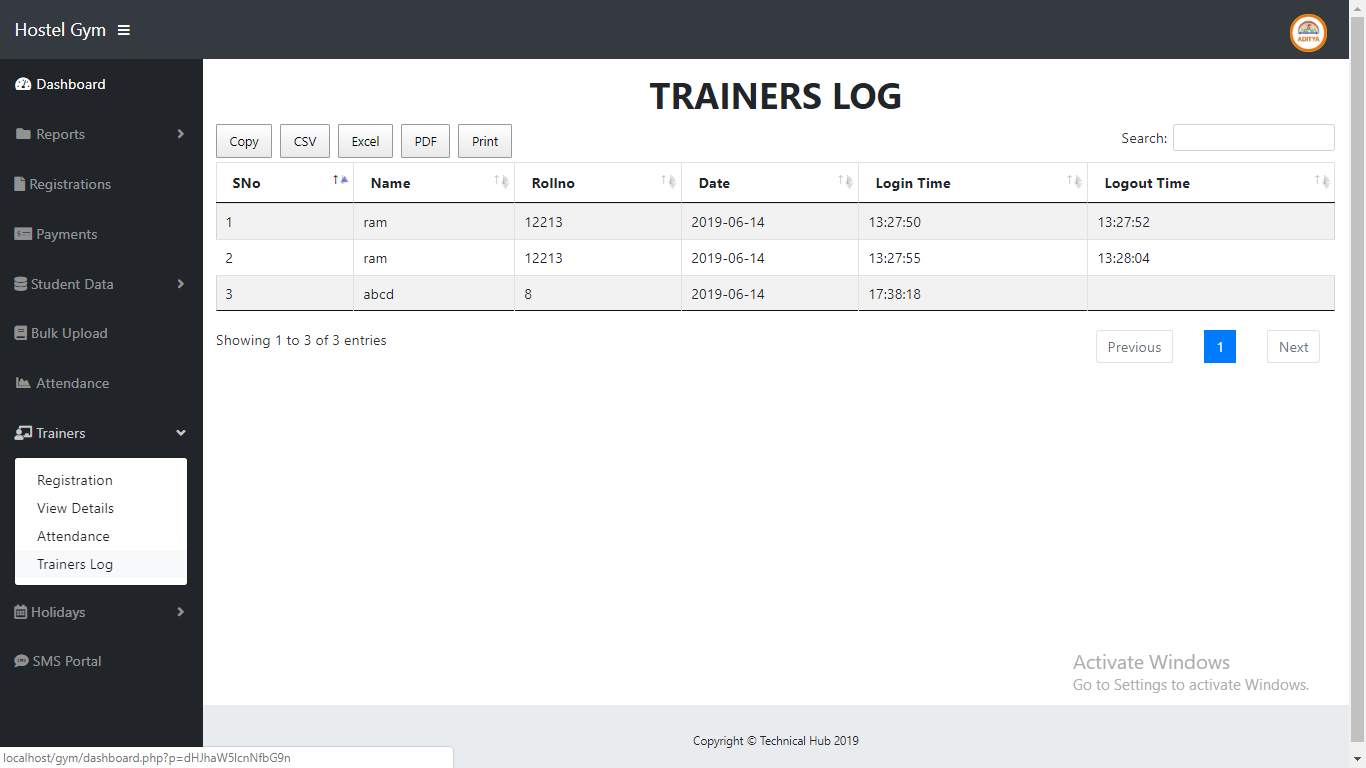 Hostel Gym
ADITYA
Dashboard
Reports
Registrations
Payments
Student Data
Bulk Upload
Attendance
Trainers
Registration
View Details
Attendance
Trainers Log
Holidays
SMS Portal
TRAINERS LOG
Copy CSV Excel PDF Print Search:
SNo Name Rollno Date Login Time Logout Time
1 ram 12213 2019-06-14 13:27:50 13:27:52
2 ram 12213 2019-06-14 13:27:55 13:28:04
3 abcd 8 2019-06-14 17:38:18
Showing 1 to 3 of 3 entries Previous 1 Next
Activate Windows
Go to Settings to activate Windows.
Copyright © Technical Hub 2019
localhost/gym/dashboard.php?p=dHJhaW5lcnNfbG9n